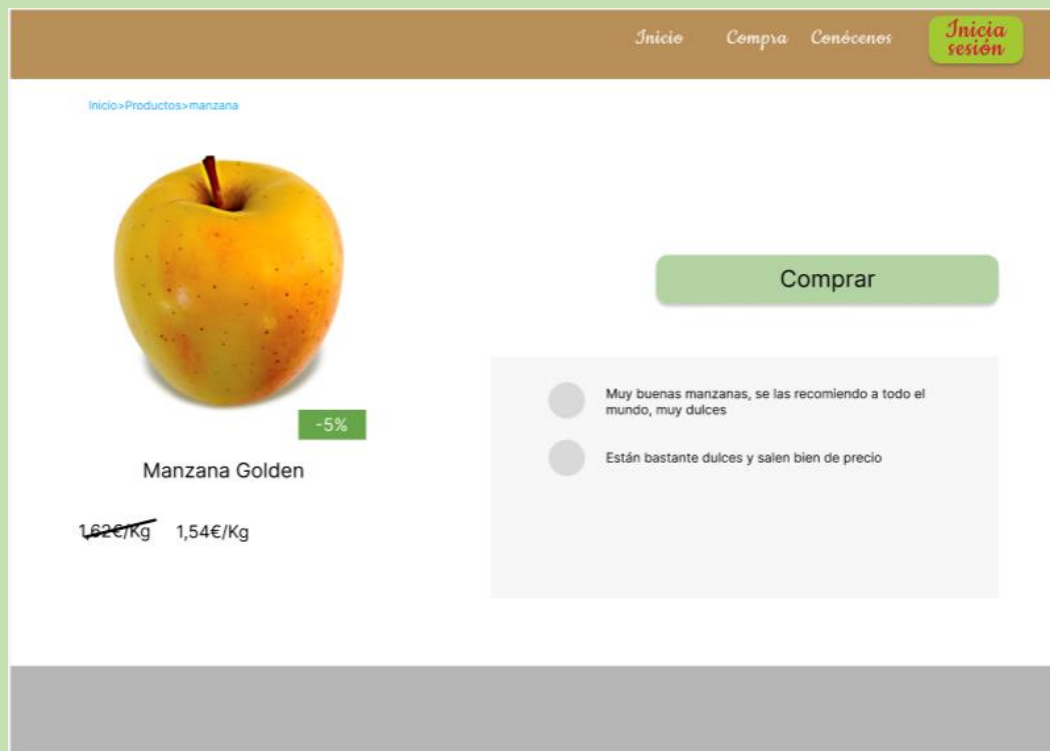 Inicio
Compra
Conócenos
Inicia
sesión
Inicio>Productos>manzana
Comprar
Muy buenas manzanas, se las recomiendo a todo el
mundo, muy dulces
-5%
Están bastante dulces y salen bien de precio
Manzana Golden
1,62€/Kg
1,54€/Kg